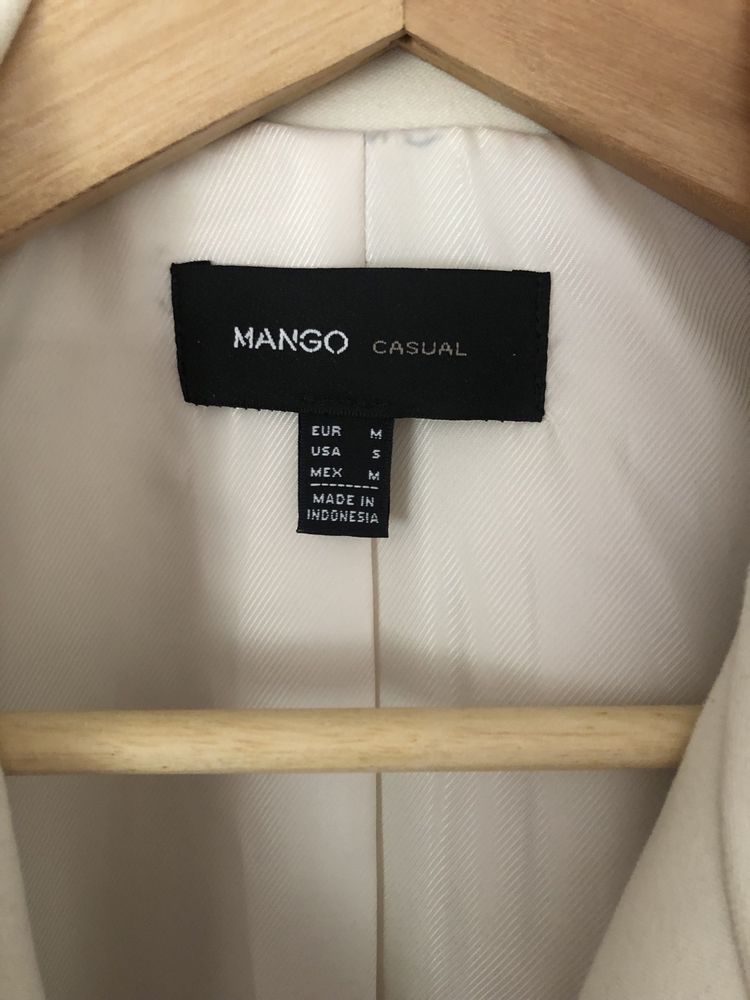 MANGO CASUAL
EUR M
USA S
MEX M
MADE IN
INDONESIA